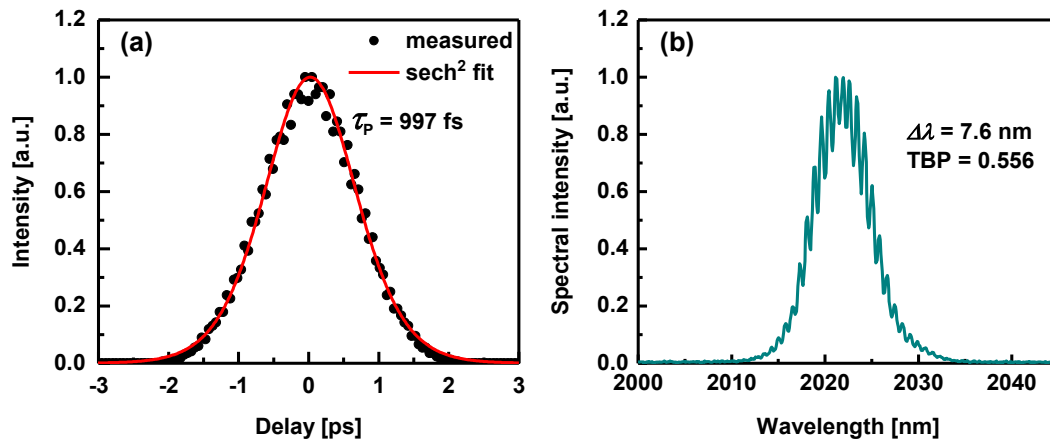 (a)
measured
sech² fit
τP = 997 fs
Intensity [a.u.]
1.2
1.0
0.8
0.6
0.4
0.2
0.0
-3 -2 -1 0 1 2 3
Delay [ps]
(b)
Δλ = 7.6 nm
TBP = 0.556
Spectral intensity [a.u.]
1.2
1.0
0.8
0.6
0.4
0.2
0.0
2000 2010 2020 2030 2040
Wavelength [nm]